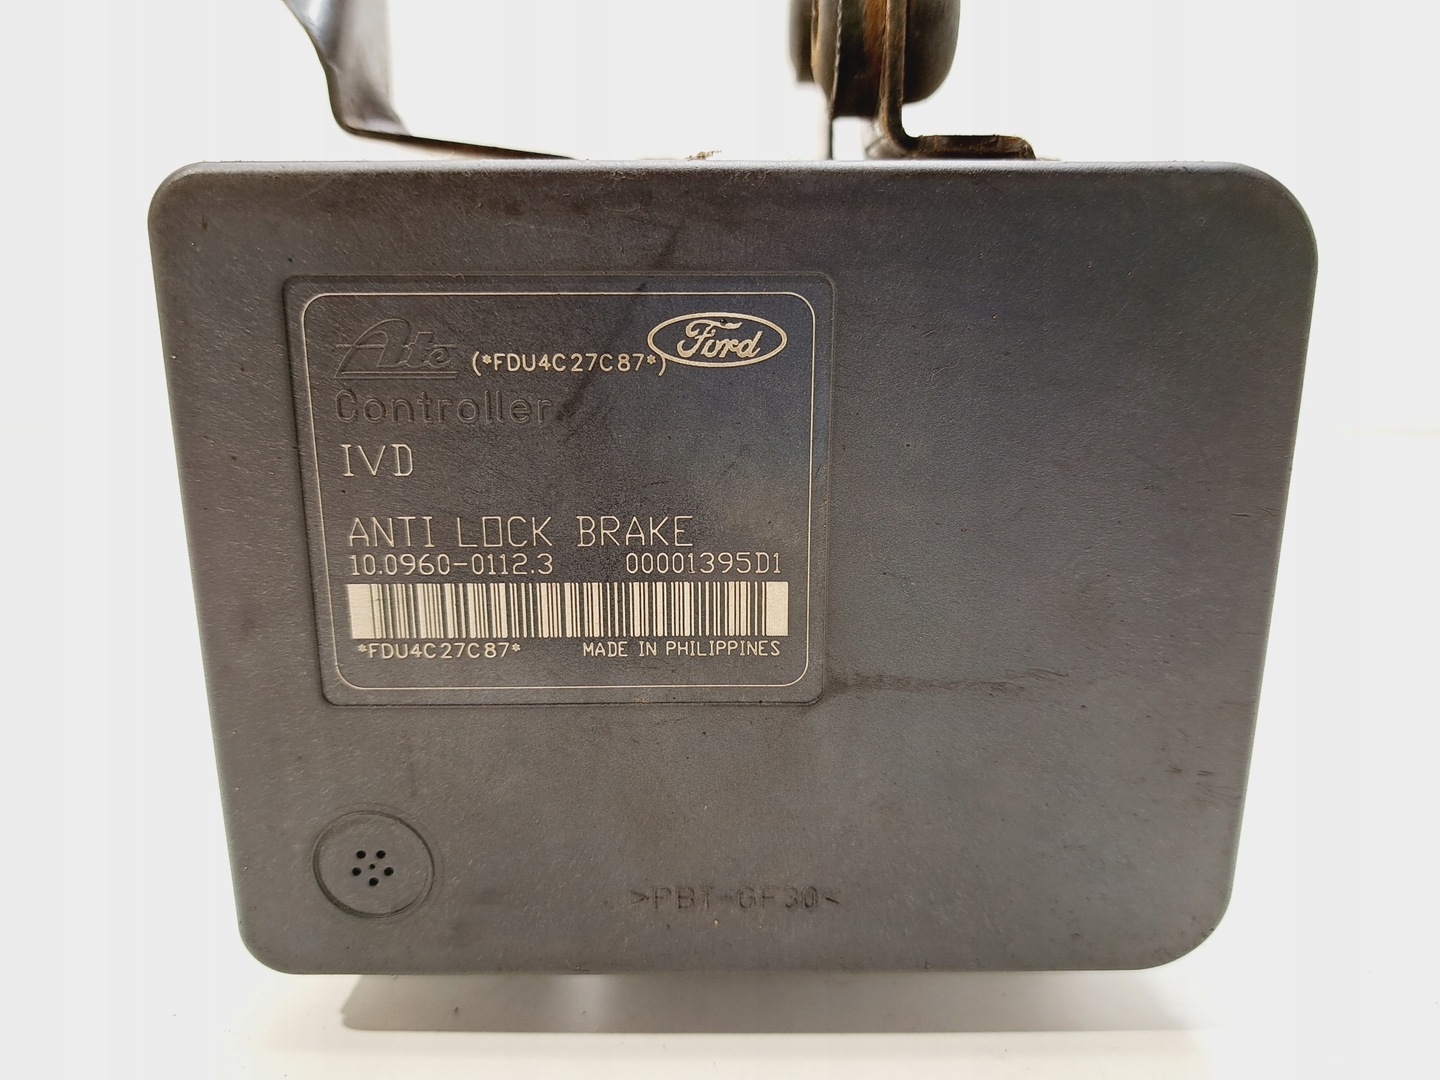 Ate (*FDU4C27C87*) Ford
Controller
IVD
ANTI LOCK BRAKE
10.0960-0112.3 00001395D1
*FDU4C27C87* MADE IN PHILIPPINES
>PBT-GF30<